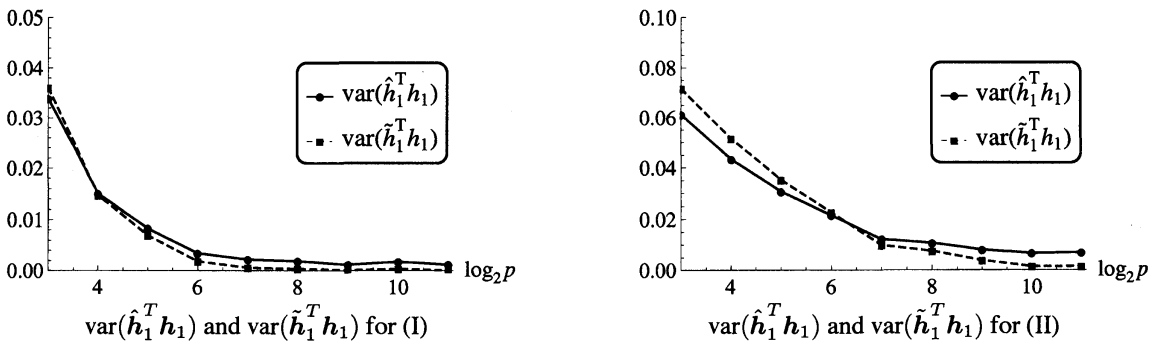 0.05
0.04
0.03
0.02
0.01
0.00
4 6 8 10
log₂p
var(ĥ₁ᵀh₁)
var(h̃₁ᵀh₁)
var(ĥ₁ᵀh₁) and var(h̃₁ᵀh₁) for (I)
0.10
0.08
0.06
0.04
0.02
0.00
4 6 8 10
log₂p
var(ĥ₁ᵀh₁)
var(h̃₁ᵀh₁)
var(ĥ₁ᵀh₁) and var(h̃₁ᵀh₁) for (II)